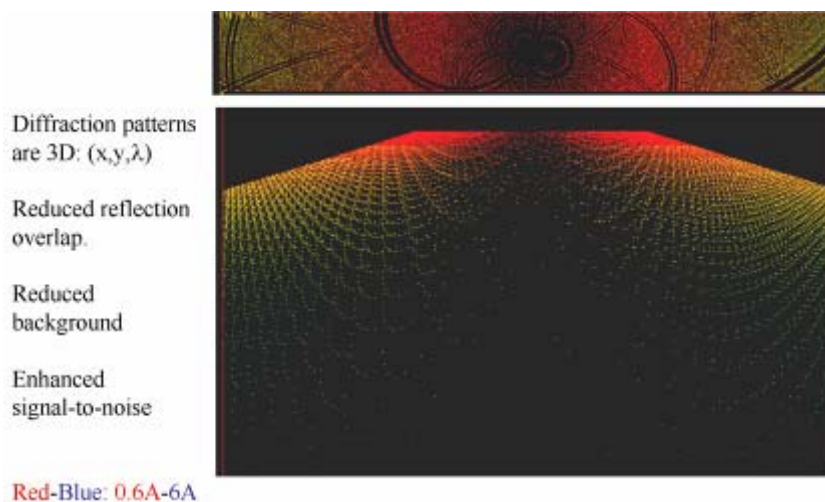 Diffraction patterns
are 3D: (x,y,λ)
Reduced reflection
overlap.
Reduced
background
Enhanced
signal-to-noise
Red-Blue: 0.6A-6A